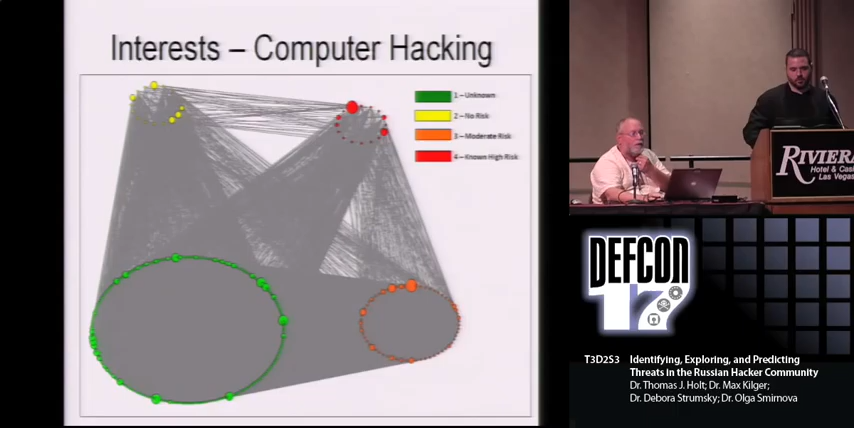 Interests – Computer Hacking
1 – Unknown
2 – No Risk
3 – Moderate Risk
4 – Known High Risk
RIVIERA
Hotel & Cas
Las Vegas
DEFCON
17
T3D2S3 Identifying, Exploring, and Predicting
Threats in the Russian Hacker Community
Dr. Thomas J. Holt; Dr. Max Kilger;
Dr. Debora Strumsky; Dr. Olga Smirnova